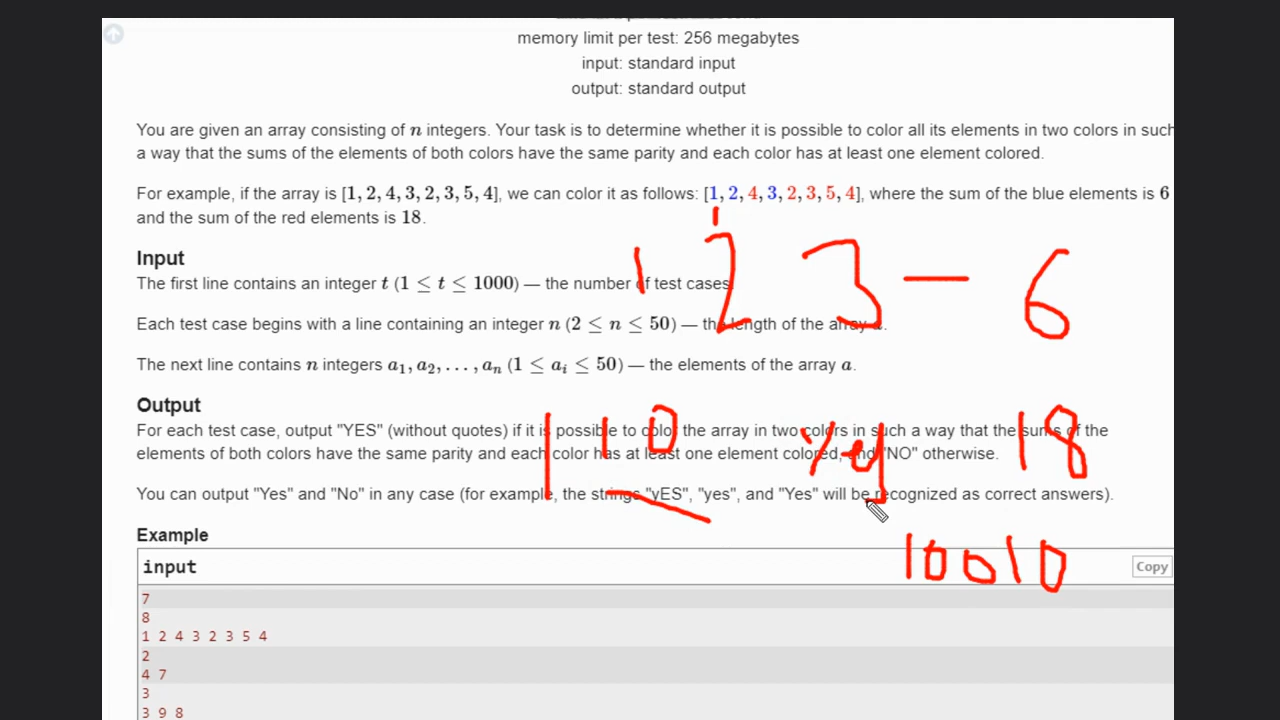 memory limit per test: 256 megabytes
input: standard input
output: standard output
You are given an array consisting of n integers. Your task is to determine whether it is possible to color all its elements in two colors in such
a way that the sums of the elements of both colors have the same parity and each color has at least one element colored.
For example, if the array is [1, 2, 4, 3, 2, 3, 5, 4], we can color it as follows: [1, 2, 4, 3, 2, 3, 5, 4], where the sum of the blue elements is 6
and the sum of the red elements is 18.
1 2 3 — 6
Input
The first line contains an integer t (1 ≤ t ≤ 1000) — the number of test cases
Each test case begins with a line containing an integer n (2 ≤ n ≤ 50) — the length of the array a.
The next line contains n integers a1, a2, . . . , an (1 ≤ ai ≤ 50) — the elements of the array a.
Output
1 1 0 Yes 18
For each test case, output "YES" (without quotes) if it is possible to color the array in two colors in such a way that the sums of the
elements of both colors have the same parity and each color has at least one element colored, and "NO" otherwise.
You can output "Yes" and "No" in any case (for example, the strings "yES", "yes", and "Yes" will be recognized as correct answers).
10010
Example
input
Copy
7
8
1 2 4 3 2 3 5 4
2
4 7
3
3 9 8